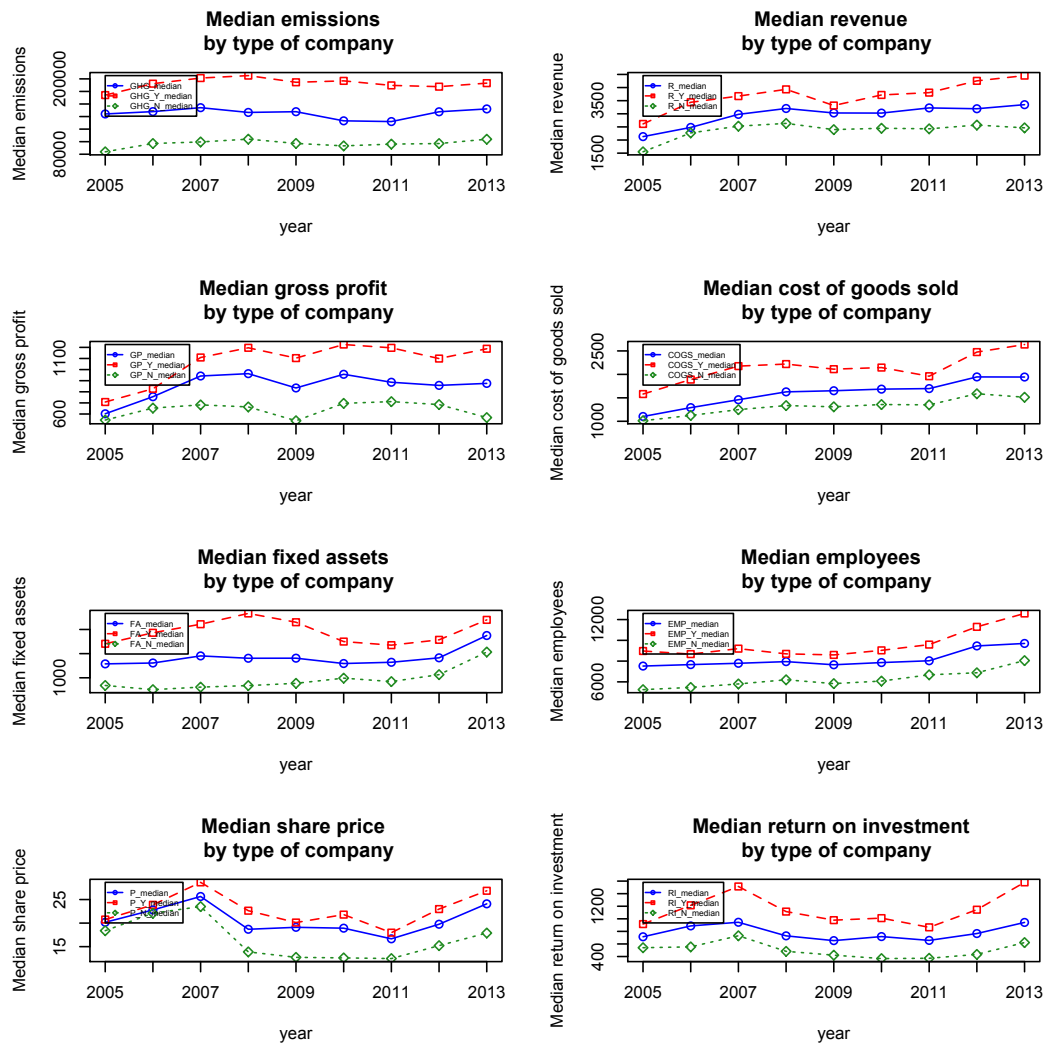 Median emissions
by type of company
Median emissions
200000
80000
GHG_median
GHG_Y_median
GHG_N_median
2005 2007 2009 2011 2013
year
Median revenue
by type of company
Median revenue
3500
1500
R_median
R_Y_median
R_N_median
2005 2007 2009 2011 2013
year
Median gross profit
by type of company
Median gross profit
1100
600
GP_median
GP_Y_median
GP_N_median
2005 2007 2009 2011 2013
year
Median cost of goods sold
by type of company
Median cost of goods sold
2500
1000
COGS_median
COGS_Y_median
COGS_N_median
2005 2007 2009 2011 2013
year
Median fixed assets
by type of company
Median fixed assets
1000
FA_median
FA_Y_median
FA_N_median
2005 2007 2009 2011 2013
year
Median employees
by type of company
Median employees
12000
6000
EMP_median
EMP_Y_median
EMP_N_median
2005 2007 2009 2011 2013
year
Median share price
by type of company
Median share price
25
15
P_median
P_Y_median
P_N_median
2005 2007 2009 2011 2013
year
Median return on investment
by type of company
Median return on investment
1200
400
RI_median
RI_Y_median
RI_N_median
2005 2007 2009 2011 2013
year